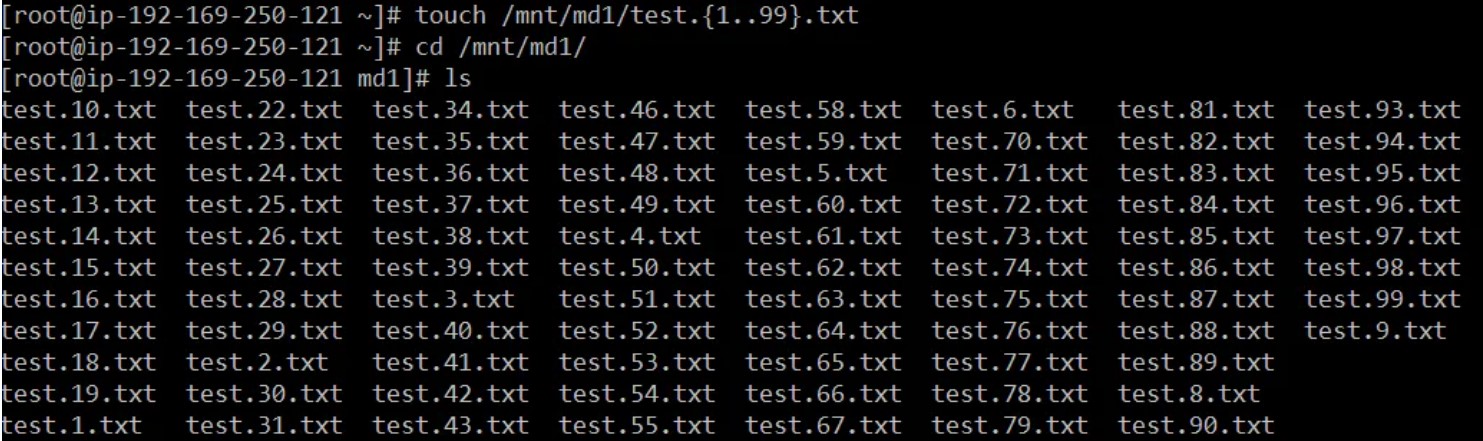 [root@ip-192-169-250-121 ~]# touch /mnt/md1/test.{1..99}.txt
[root@ip-192-169-250-121 ~]# cd /mnt/md1/
[root@ip-192-169-250-121 md1]# ls
test.10.txt  test.22.txt  test.34.txt  test.46.txt  test.58.txt  test.6.txt   test.81.txt  test.93.txt
test.11.txt  test.23.txt  test.35.txt  test.47.txt  test.59.txt  test.70.txt  test.82.txt  test.94.txt
test.12.txt  test.24.txt  test.36.txt  test.48.txt  test.5.txt   test.71.txt  test.83.txt  test.95.txt
test.13.txt  test.25.txt  test.37.txt  test.49.txt  test.60.txt  test.72.txt  test.84.txt  test.96.txt
test.14.txt  test.26.txt  test.38.txt  test.4.txt   test.61.txt  test.73.txt  test.85.txt  test.97.txt
test.15.txt  test.27.txt  test.39.txt  test.50.txt  test.62.txt  test.74.txt  test.86.txt  test.98.txt
test.16.txt  test.28.txt  test.3.txt   test.51.txt  test.63.txt  test.75.txt  test.87.txt  test.99.txt
test.17.txt  test.29.txt  test.40.txt  test.52.txt  test.64.txt  test.76.txt  test.88.txt  test.9.txt
test.18.txt  test.2.txt   test.41.txt  test.53.txt  test.65.txt  test.77.txt  test.89.txt
test.19.txt  test.30.txt  test.42.txt  test.54.txt  test.66.txt  test.78.txt  test.8.txt
test.1.txt   test.31.txt  test.43.txt  test.55.txt  test.67.txt  test.79.txt  test.90.txt